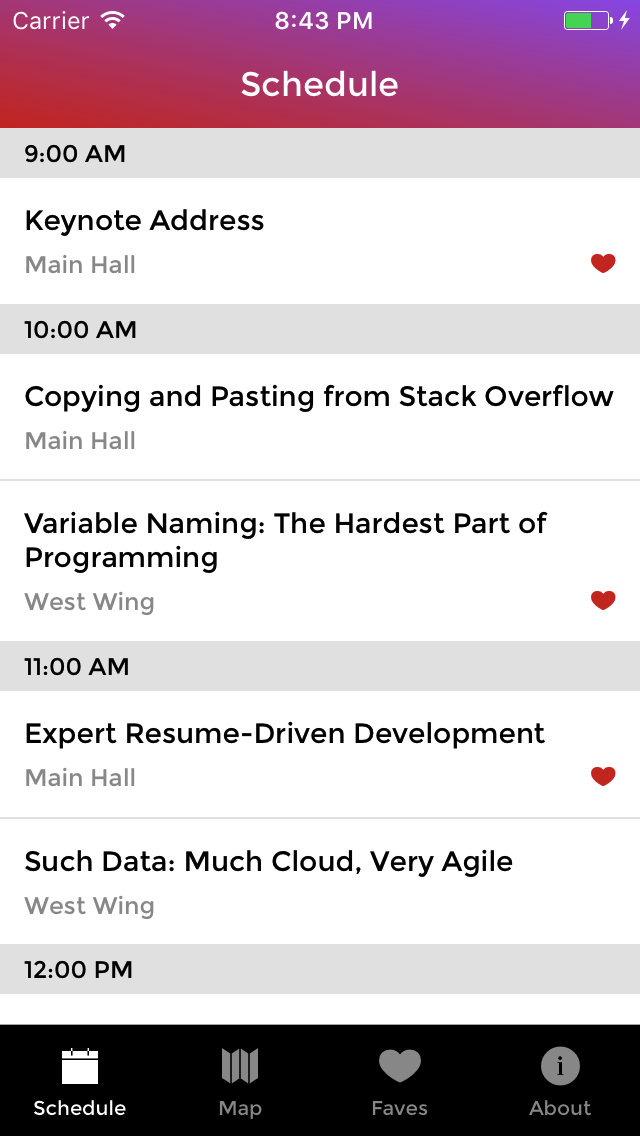 Carrier 8:43 PM
Schedule
9:00 AM
Keynote Address
Main Hall
10:00 AM
Copying and Pasting from Stack Overflow
Main Hall
Variable Naming: The Hardest Part of
Programming
West Wing
11:00 AM
Expert Resume-Driven Development
Main Hall
Such Data: Much Cloud, Very Agile
West Wing
12:00 PM
Schedule Map Faves About